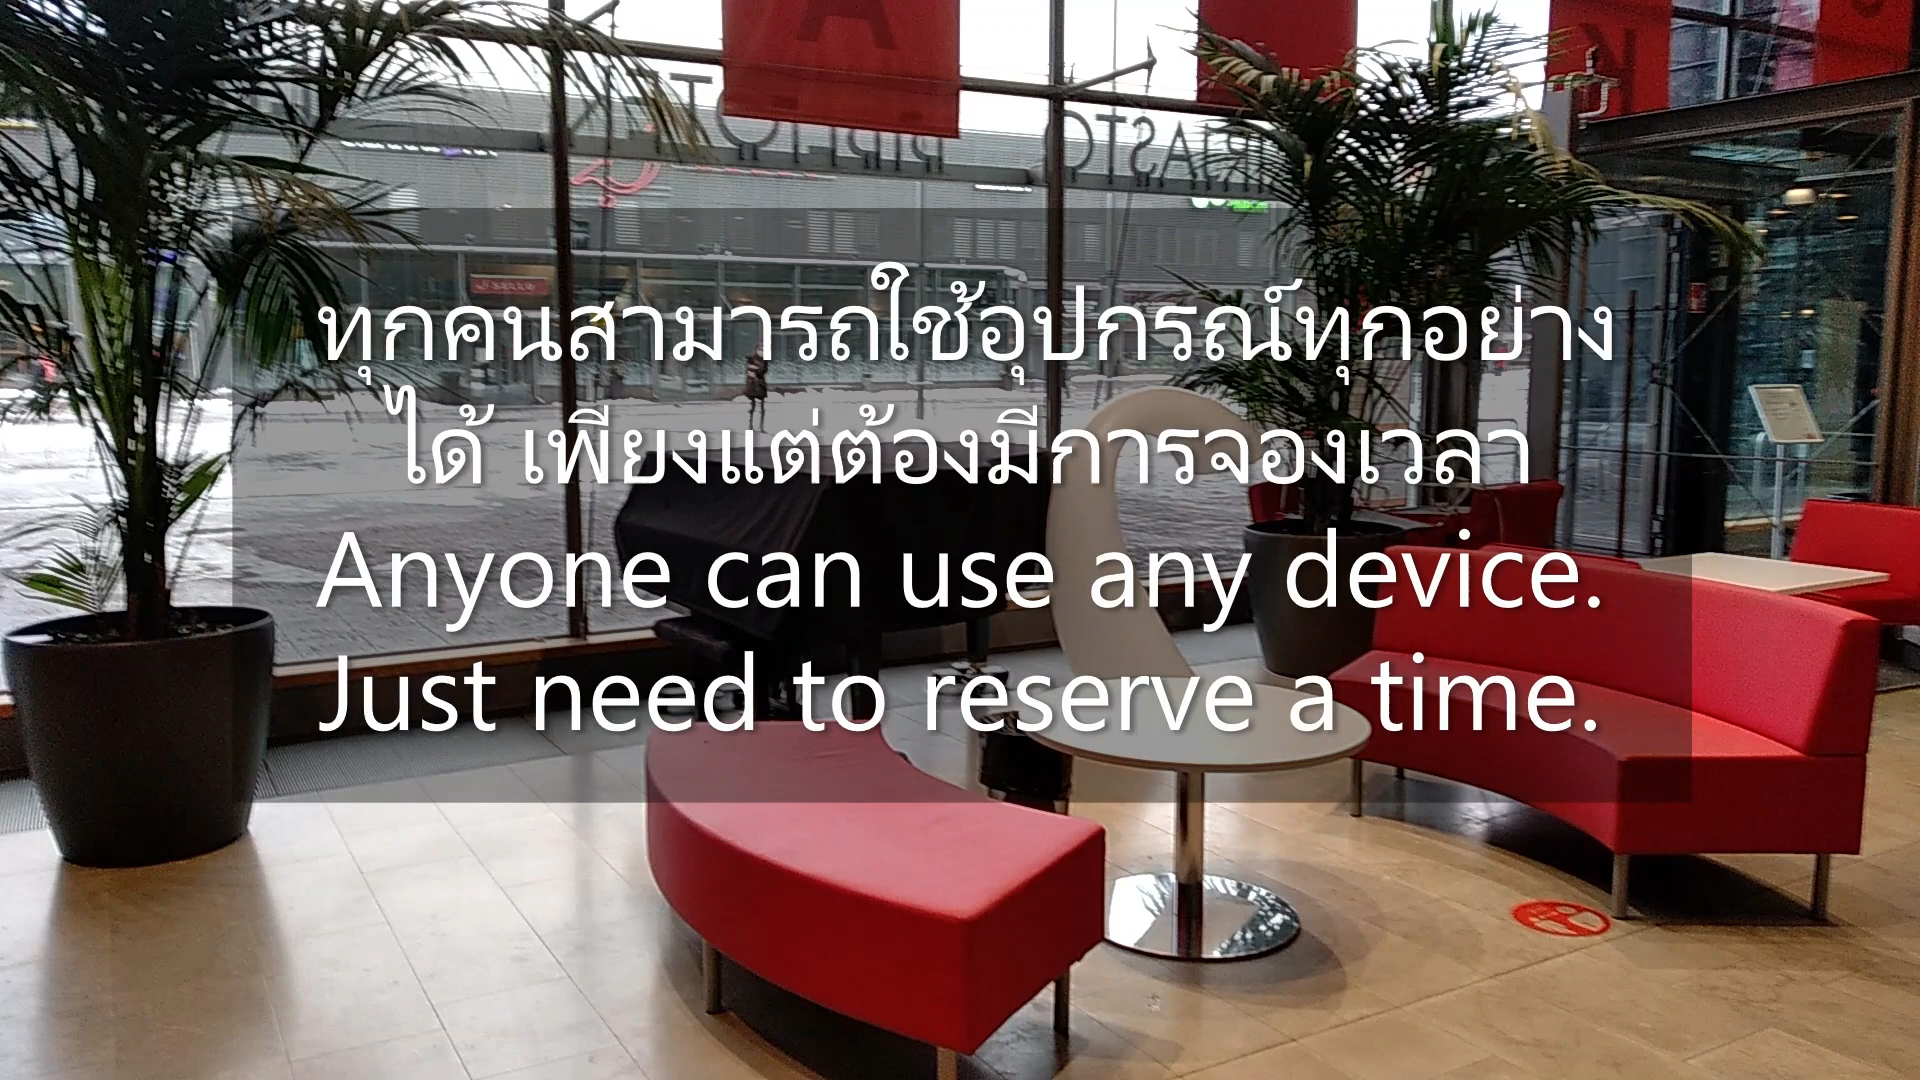 A
KIRJASTO
ทุกคนสามารถใช้อุปกรณ์ทุกอย่าง
ได้ เพียงแต่ต้องมีการจองเวลา
Anyone can use any device.
Just need to reserve a time.